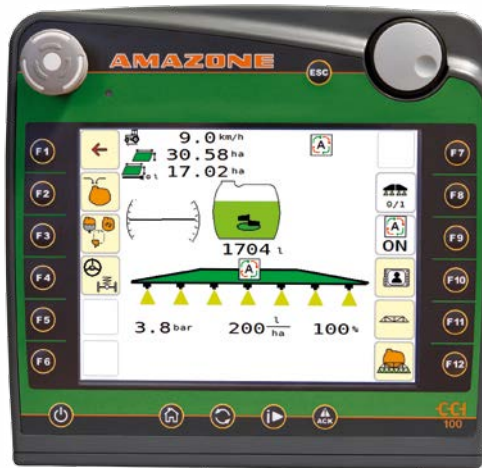 AMAZONE
ESC
F1
F2
F3
F4
F5
F6
9.0 km/h
30.58 ha
17.02 ha
A
1704 l
A
3.8 bar
200 l/ha
100 %
0/1
A
ON
F7
F8
F9
F10
F11
F12
i
ACK
CCI
100